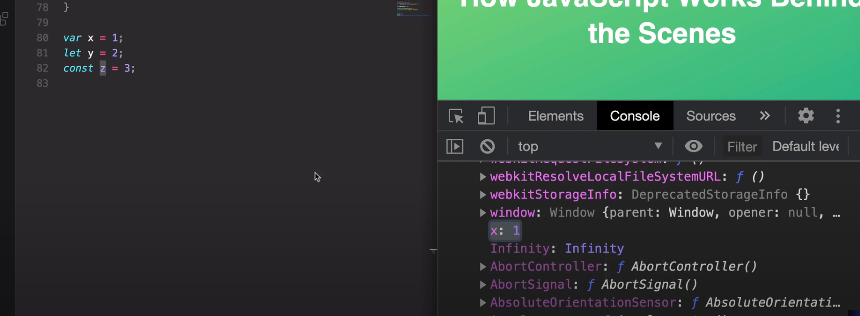 78 }
79
80 var x = 1;
81 let y = 2;
82 const z = 3;
83
How JavaScript Works Behind
the Scenes
Elements Console Sources »
top Filter Default leve
webkitRequestFileSystem: ƒ ()
webkitResolveLocalFileSystemURL: ƒ ()
webkitStorageInfo: DeprecatedStorageInfo {}
window: Window {parent: Window, opener: null, …
x: 1
Infinity: Infinity
AbortController: ƒ AbortController()
AbortSignal: ƒ AbortSignal()
AbsoluteOrientationSensor: ƒ AbsoluteOrientati…